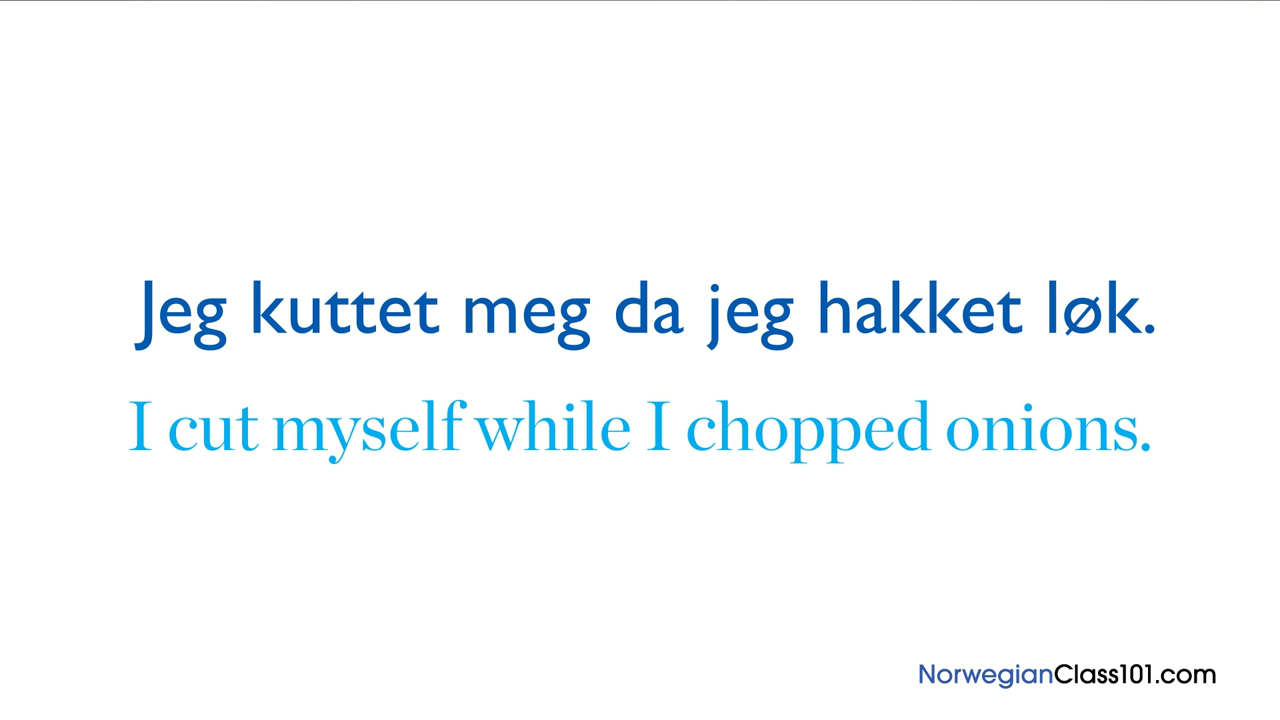 Jeg kuttet meg da jeg hakket løk.
I cut myself while I chopped onions.
NorwegianClass101.com